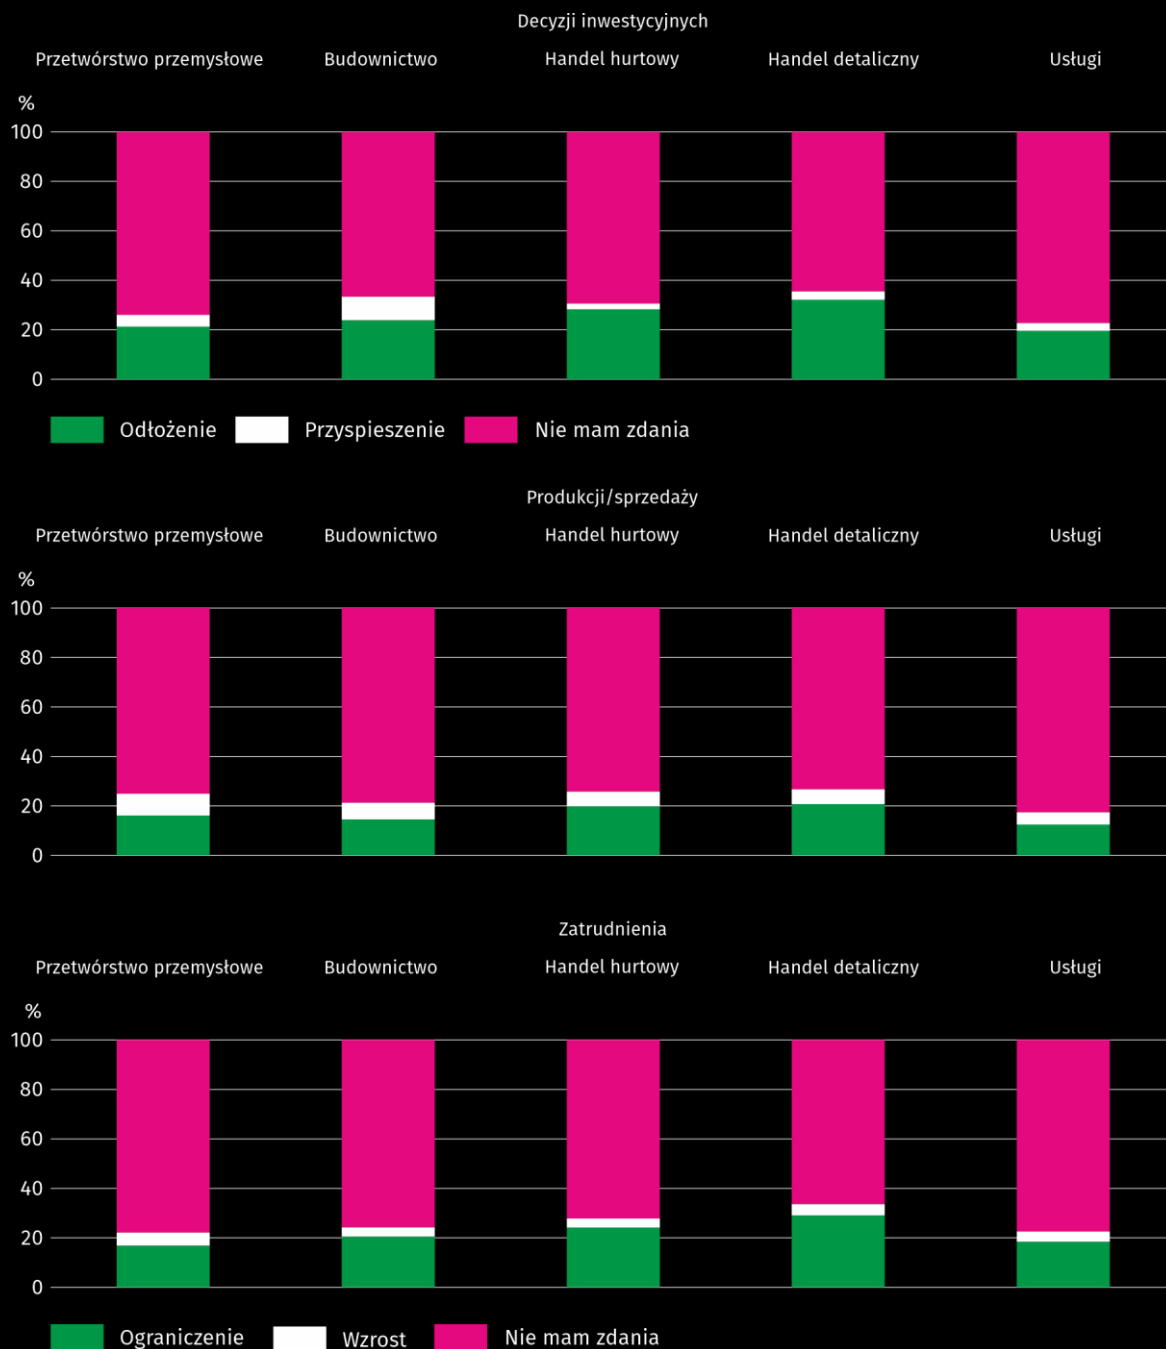 Decyzji inwestycyjnych
Przetwórstwo przemysłowe Budownictwo Handel hurtowy Handel detaliczny Usługi
%
100
80
60
40
20
0
Odłożenie Przyspieszenie Nie mam zdania
Produkcji/sprzedaży
Przetwórstwo przemysłowe Budownictwo Handel hurtowy Handel detaliczny Usługi
%
100
80
60
40
20
0
Zatrudnienia
Przetwórstwo przemysłowe Budownictwo Handel hurtowy Handel detaliczny Usługi
%
100
80
60
40
20
0
Ograniczenie Wzrost Nie mam zdania